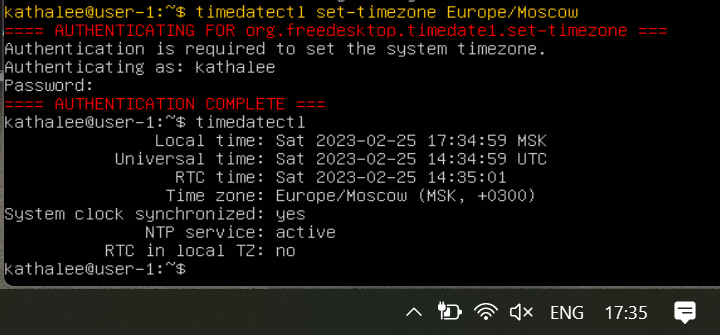 kathalee@user-1:~$ timedatectl set-timezone Europe/Moscow
==== AUTHENTICATING FOR org.freedesktop.timedate1.set-timezone ===
Authentication is required to set the system timezone.
Authenticating as: kathalee
Password:
==== AUTHENTICATION COMPLETE ===
kathalee@user-1:~$ timedatectl
Local time: Sat 2023-02-25 17:34:59 MSK
Universal time: Sat 2023-02-25 14:34:59 UTC
RTC time: Sat 2023-02-25 14:35:01
Time zone: Europe/Moscow (MSK, +0300)
System clock synchronized: yes
NTP service: active
RTC in local TZ: no
kathalee@user-1:~$
ENG 17:35